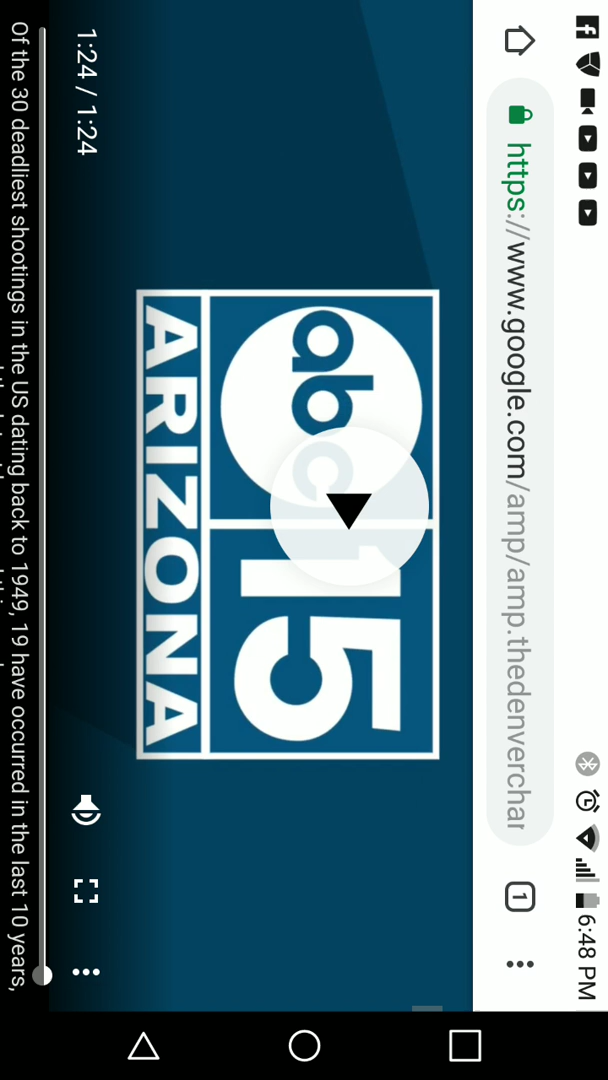 6:48 PM
https://www.google.com/amp/amp.thedenverchar
1
abc 15
ARIZONA
1:24 / 1:24
Of the 30 deadliest shootings in the US dating back to 1949, 19 have occurred in the last 10 years,